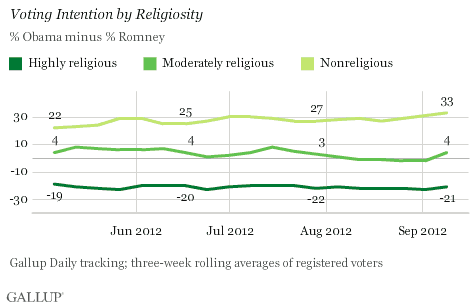 Voting Intention by Religiosity
% Obama minus % Romney
Highly religious Moderately religious Nonreligious
33
22 25 27
30
4 4 3 4
10
-10
-19 -20 -22 -21
-30
Jun 2012 Jul 2012 Aug 2012 Sep 2012
Gallup Daily tracking; three-week rolling averages of registered voters
GALLUP®